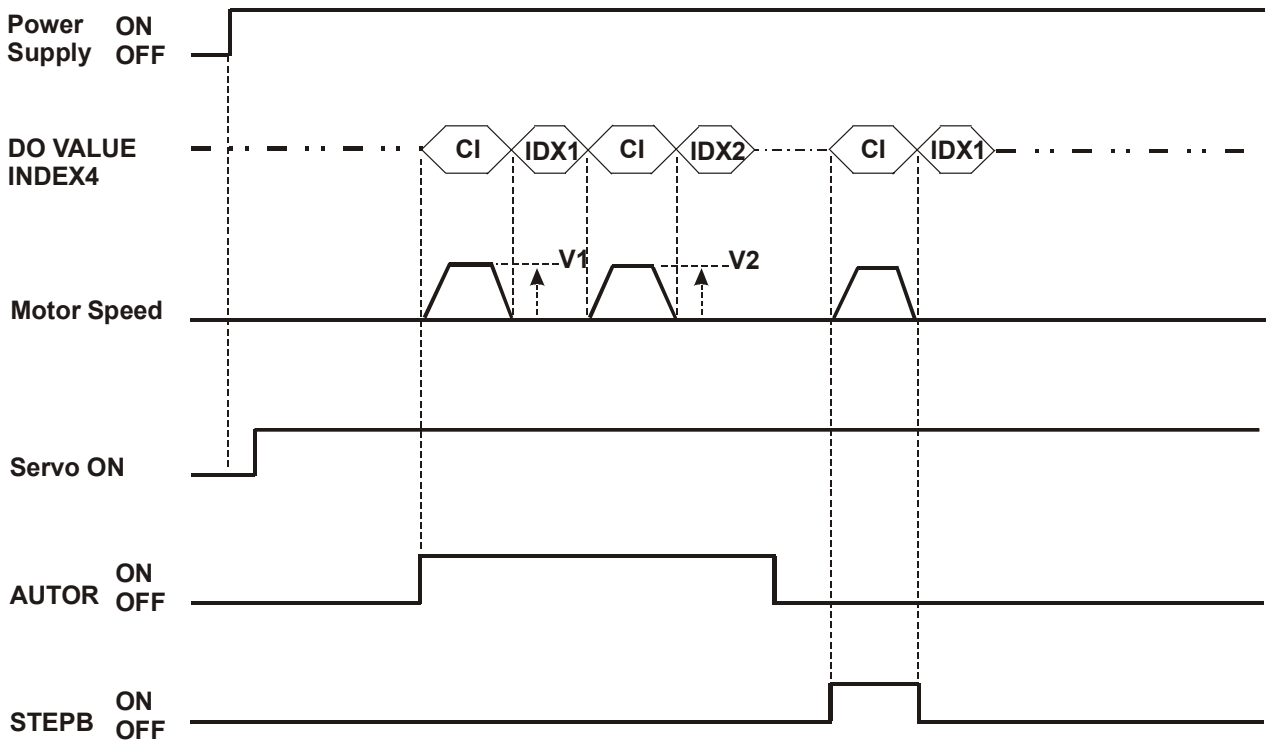 Power ON
Supply OFF
DO VALUE
INDEX4
CI IDX1 CI IDX2 CI IDX1
V1 V2
Motor Speed
Servo ON
ON
AUTOR OFF
ON
STEPB OFF